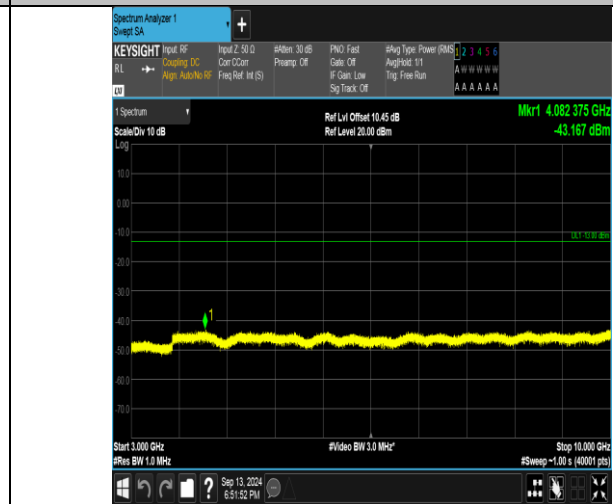 Spectrum Analyzer 1
Swept SA
+
KEYSIGHT
RL
LXI
Input: RF
Coupling: DC
Align: Auto/No RF
Input Z: 50 Ω
Corr CCorr
Freq Ref: Int (S)
#Atten: 30 dB
Preamp: Off
PNO: Fast
Gate: Off
IF Gain: Low
Sig Track: Off
#Avg Type: Power (RMS
Avg|Hold: 1/1
Trig: Free Run
1 2 3 4 5 6
A W W W W W
A A A A A A
1 Spectrum
Scale/Div 10 dB
Log
Ref Lvl Offset 10.45 dB
Ref Level 20.00 dBm
Mkr1 4.082 375 GHz
-43.167 dBm
10.0
0.00
-10.0
DL1 -13.00 dBm
-20.0
-30.0
1
-40.0
-50.0
-60.0
-70.0
Start 3.000 GHz
#Res BW 1.0 MHz
#Video BW 3.0 MHz*
Stop 10.000 GHz
#Sweep ~1.00 s (40001 pts)
?
Sep 13, 2024
6:51:52 PM